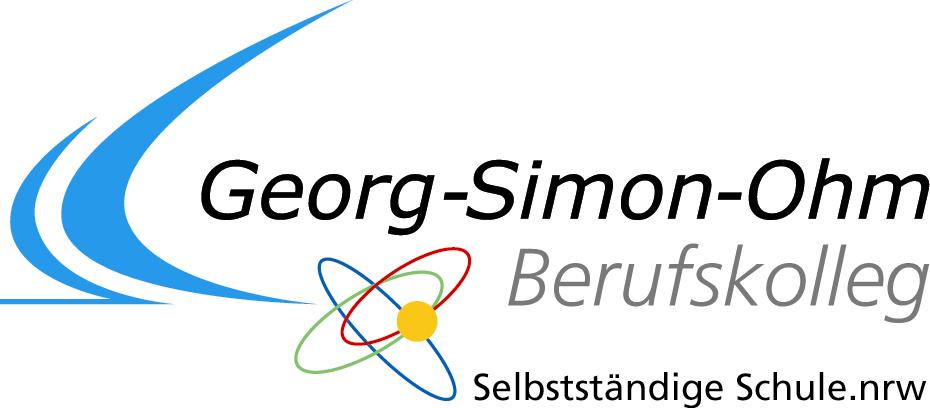 Georg-Simon-Ohm
Berufskolleg
Selbstständige Schule.nrw